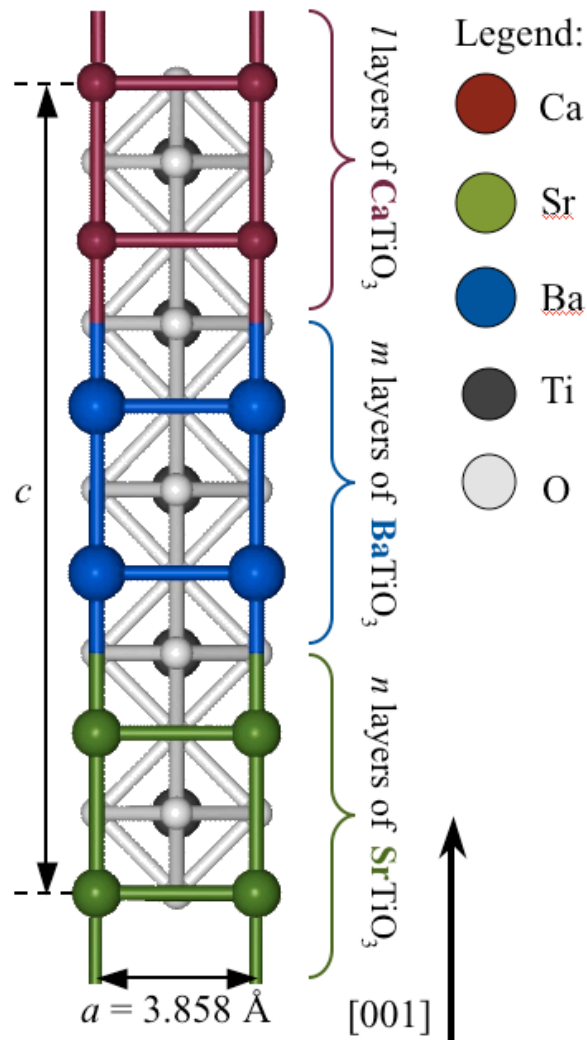 Legend:
Ca
Sr
Ba
Ti
O
l layers of CaTiO₃
m layers of BaTiO₃
n layers of SrTiO₃
c
a = 3.858 Å
[001]